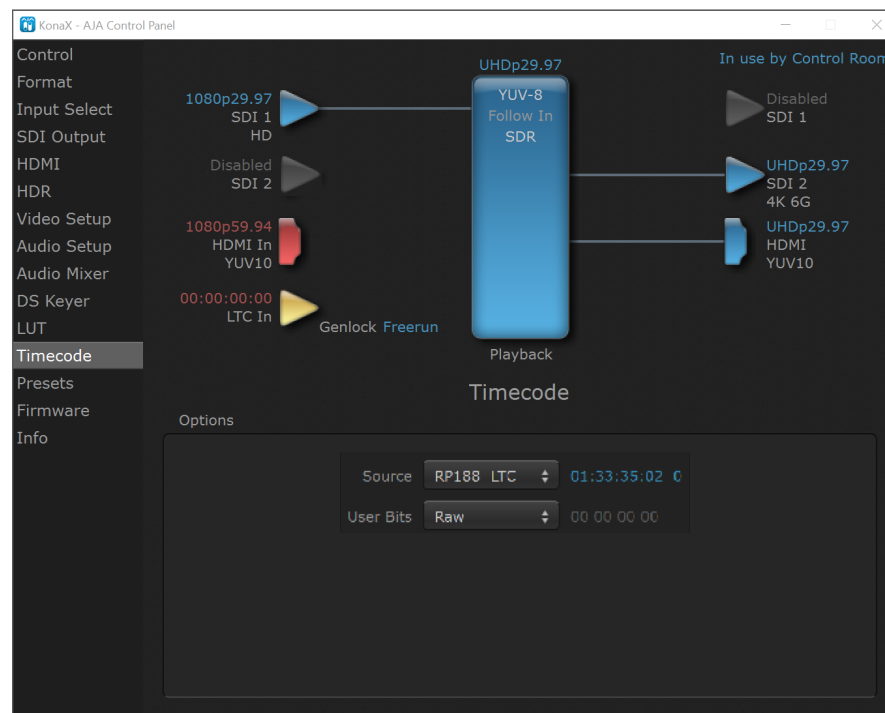 KonaX - AJA Control Panel
Control
Format
Input Select
SDI Output
HDMI
HDR
Video Setup
Audio Setup
Audio Mixer
DS Keyer
LUT
Timecode
Presets
Firmware
Info
1080p29.97
SDI 1
HD
Disabled
SDI 2
1080p59.94
HDMI In
YUV10
00:00:00:00
LTC In
Genlock Freerun
UHDp29.97
YUV-8
Follow In
SDR
Playback
In use by Control Room
Disabled
SDI 1
UHDp29.97
SDI 2
4K 6G
UHDp29.97
HDMI
YUV10
Timecode
Options
Source RP188 LTC 01:33:35:02
User Bits Raw 00 00 00 00